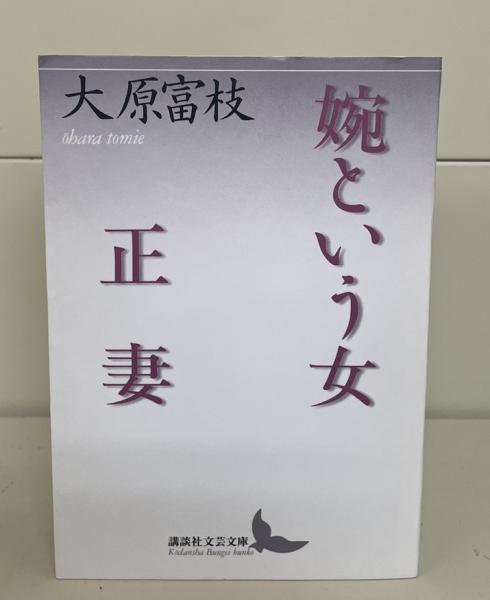 大原富枝
ōhara tomie
婉という女
正妻
講談社文芸文庫
Kōdansha Bungei bunko